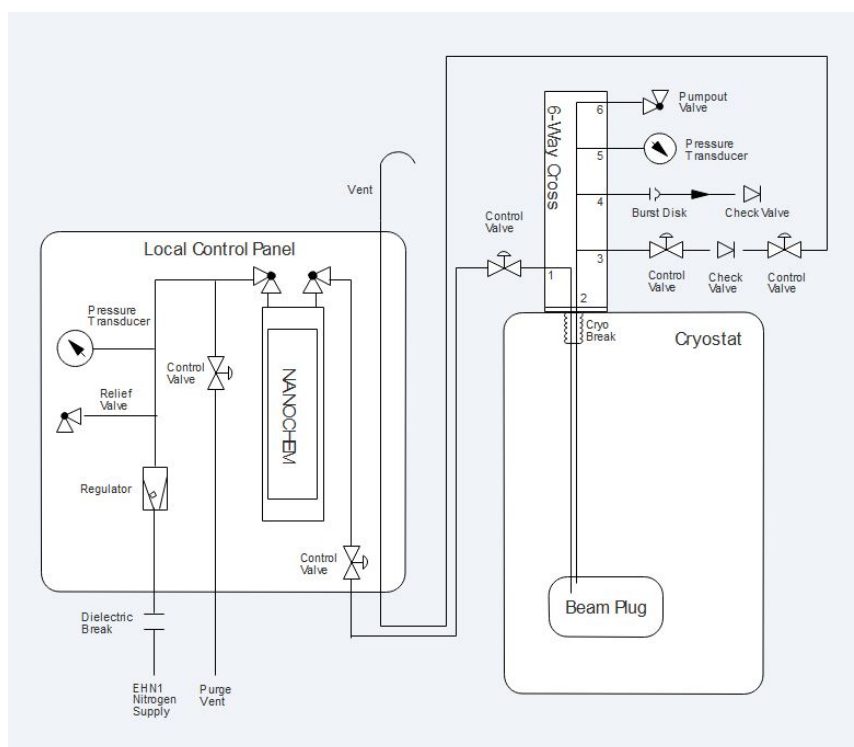 Pumpout
Valve
6
6-Way Cross
Pressure
Transducer
5
Vent
4
Burst Disk
Check Valve
Control
Valve
Local Control Panel
3
Control
Valve
Check
Valve
Control
Valve
1
2
Pressure
Transducer
Cryo
Break
Cryostat
Control
Valve
NANOCHEM
Relief
Valve
Regulator
Control
Valve
Beam Plug
Dielectric
Break
EHN1
Nitrogen
Supply
Purge
Vent